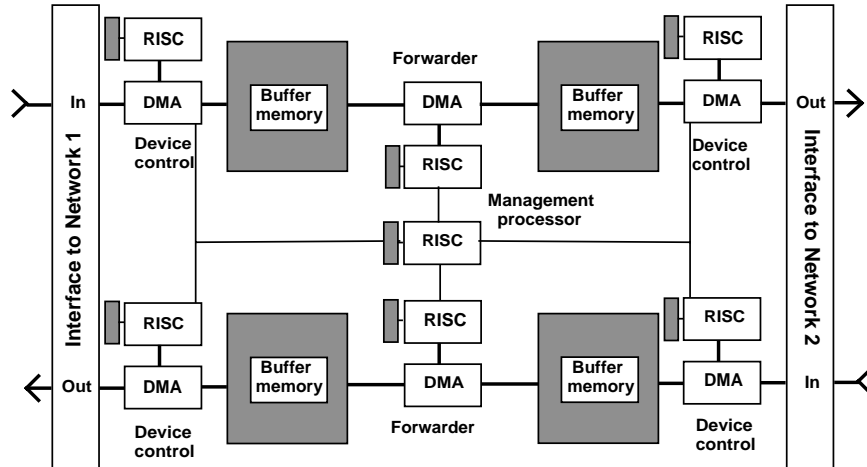 RISC
RISC
Forwarder
In
DMA
Buffer
memory
DMA
Buffer
memory
DMA
Out
Device
control
RISC
Device
control
Interface to Network 1
Management
processor
RISC
Interface to Network 2
RISC
RISC
RISC
Out
DMA
Buffer
memory
DMA
Buffer
memory
DMA
In
Device
control
Forwarder
Device
control